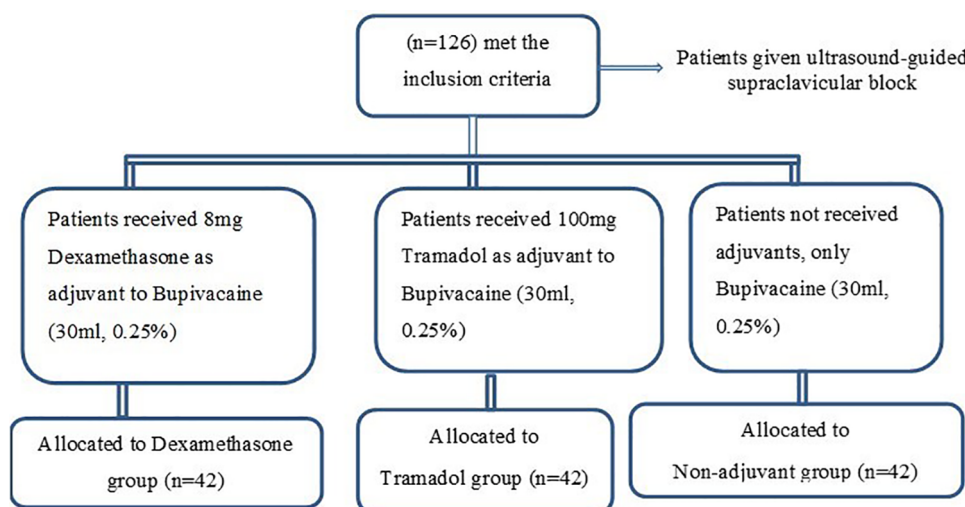 (n=126) met the
inclusion criteria
Patients given ultrasound-guided
supraclavicular block
Patients received 8mg
Dexamethasone as
adjuvant to Bupivacaine
(30ml, 0.25%)
Patients received 100mg
Tramadol as adjuvant to
Bupivacaine (30ml,
0.25%)
Patients not received
adjuvants, only
Bupivacaine (30ml,
0.25%)
Allocated to Dexamethasone
group (n=42)
Allocated to
Tramadol group (n=42)
Allocated to
Non-adjuvant group (n=42)